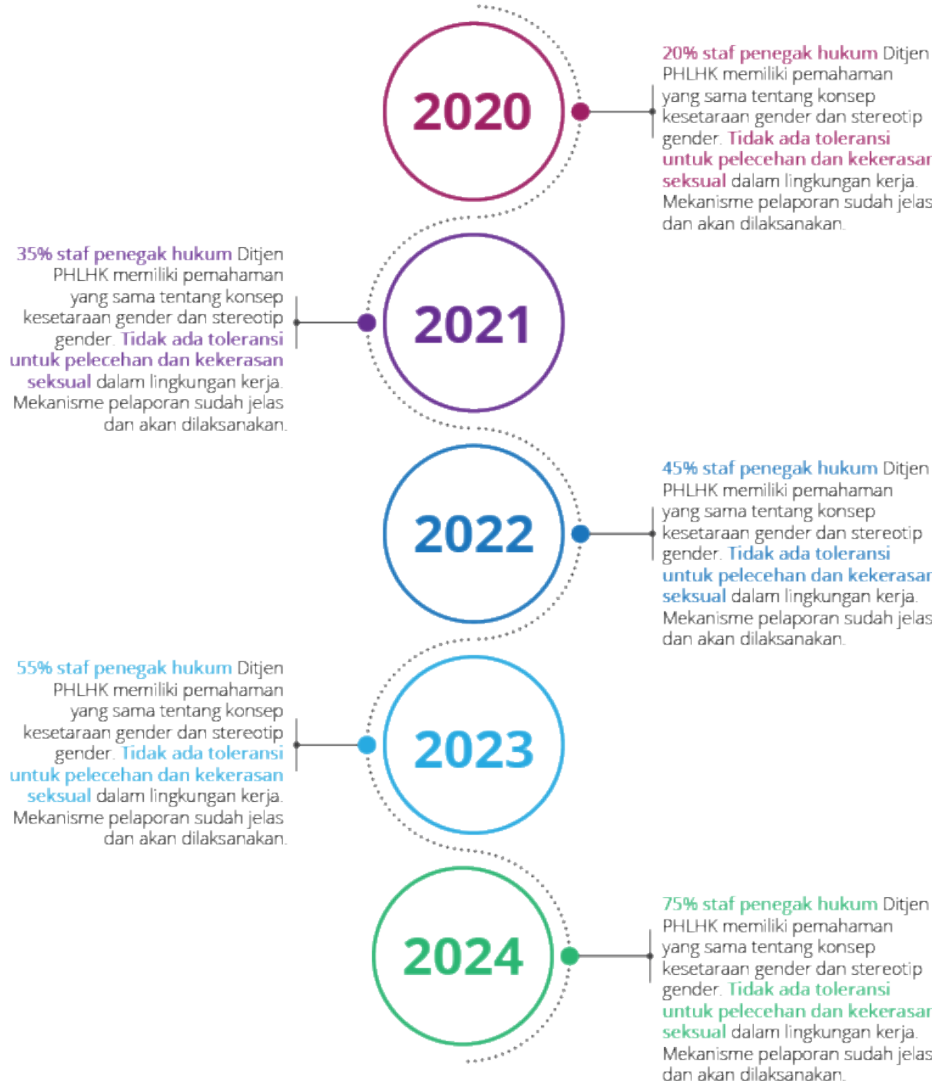 2020
20% staf penegak hukum Ditjen
PHLHK memiliki pemahaman
yang sama tentang konsep
kesetaraan gender dan stereotip
gender. Tidak ada toleransi
untuk pelecehan dan kekerasan
seksual dalam lingkungan kerja.
Mekanisme pelaporan sudah jelas
dan akan dilaksanakan.
2021
35% staf penegak hukum Ditjen
PHLHK memiliki pemahaman
yang sama tentang konsep
kesetaraan gender dan stereotip
gender. Tidak ada toleransi
untuk pelecehan dan kekerasan
seksual dalam lingkungan kerja.
Mekanisme pelaporan sudah jelas
dan akan dilaksanakan.
2022
45% staf penegak hukum Ditjen
PHLHK memiliki pemahaman
yang sama tentang konsep
kesetaraan gender dan stereotip
gender. Tidak ada toleransi
untuk pelecehan dan kekerasan
seksual dalam lingkungan kerja.
Mekanisme pelaporan sudah jelas
dan akan dilaksanakan.
2023
55% staf penegak hukum Ditjen
PHLHK memiliki pemahaman
yang sama tentang konsep
kesetaraan gender dan stereotip
gender. Tidak ada toleransi
untuk pelecehan dan kekerasan
seksual dalam lingkungan kerja.
Mekanisme pelaporan sudah jelas
dan akan dilaksanakan.
2024
75% staf penegak hukum Ditjen
PHLHK memiliki pemahaman
yang sama tentang konsep
kesetaraan gender dan stereotip
gender. Tidak ada toleransi
untuk pelecehan dan kekerasan
seksual dalam lingkungan kerja.
Mekanisme pelaporan sudah jelas
dan akan dilaksanakan.